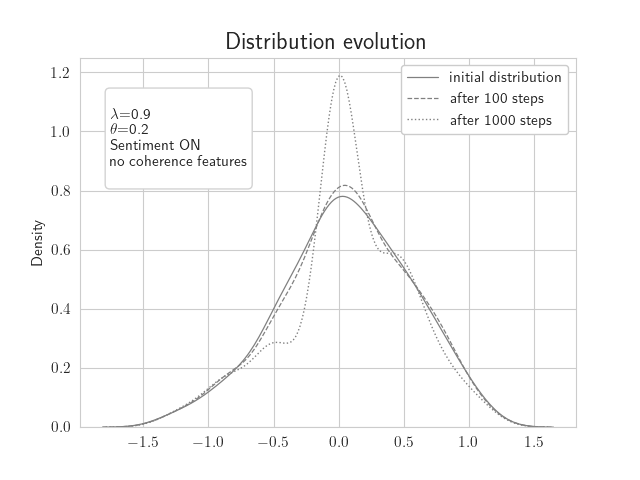 Distribution evolution
initial distribution
after 100 steps
after 1000 steps
λ=0.9
θ=0.2
Sentiment ON
no coherence features
Density
1.2
1.0
0.8
0.6
0.4
0.2
0.0
−1.5 −1.0 −0.5 0.0 0.5 1.0 1.5